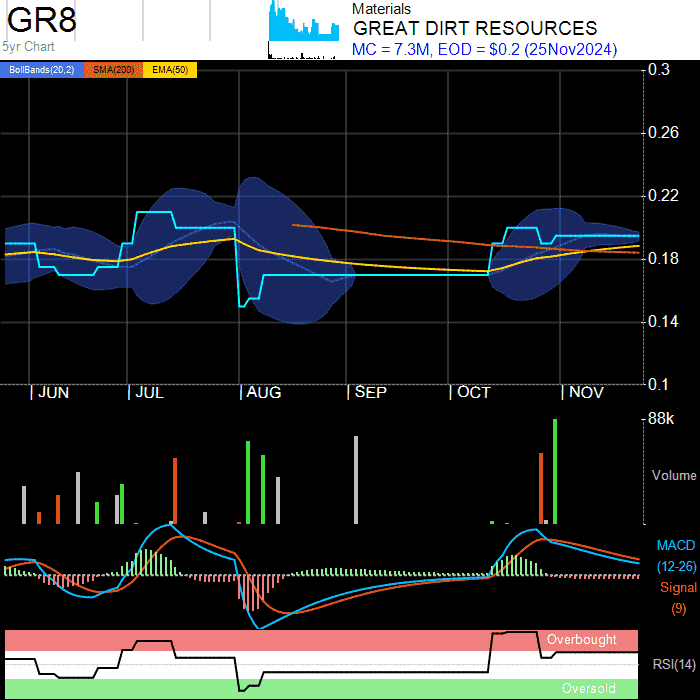 GR8
5yr Chart
Materials
GREAT DIRT RESOURCES
MC = 7.3M, EOD = $0.2 (25Nov2024)
BollBands(20,2) SMA(200) EMA(50)
0.3
0.26
0.22
0.18
0.14
0.1
JUN JUL AUG SEP OCT NOV
88k
Volume
MACD
(12-26)
Signal
(9)
Overbought
RSI(14)
Oversold